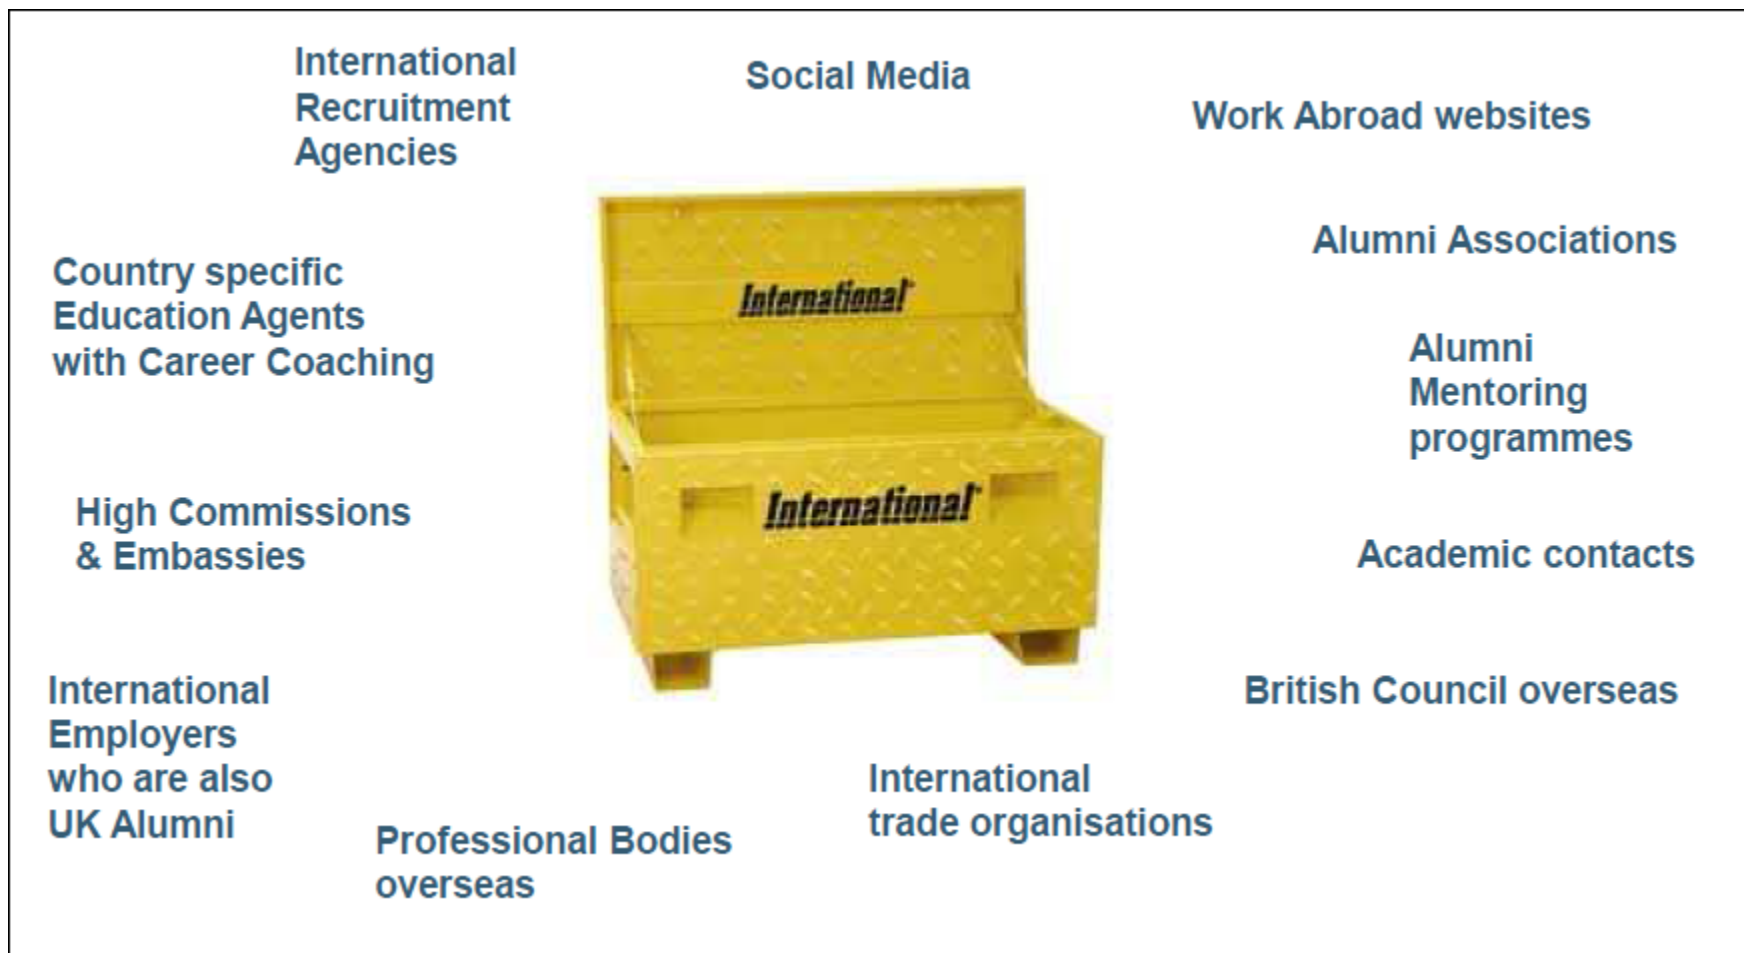 International
Recruitment
Agencies
Social Media
Work Abroad websites
Alumni Associations
Country specific
Education Agents
with Career Coaching
International
Alumni
Mentoring
programmes
High Commissions
& Embassies
International
Academic contacts
International
Employers
who are also
UK Alumni
British Council overseas
International
trade organisations
Professional Bodies
overseas